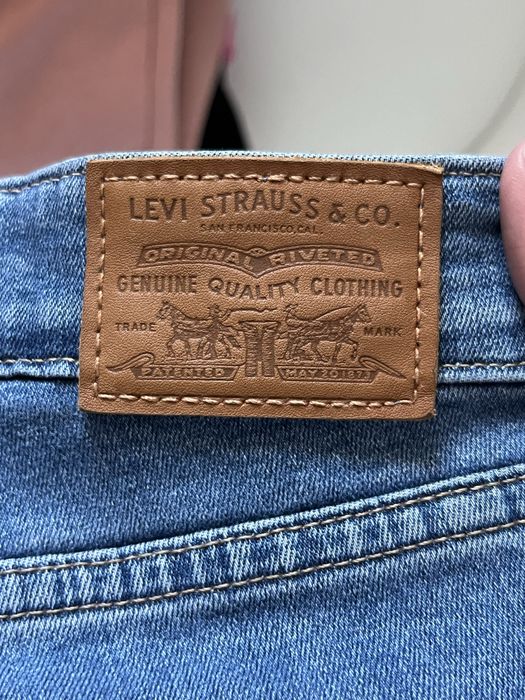 LEVI STRAUSS & CO.
SAN FRANCISCO, CAL.
ORIGINAL RIVETED
GENUINE QUALITY CLOTHING
TRADE MARK
PATENTED MAY 20 1873